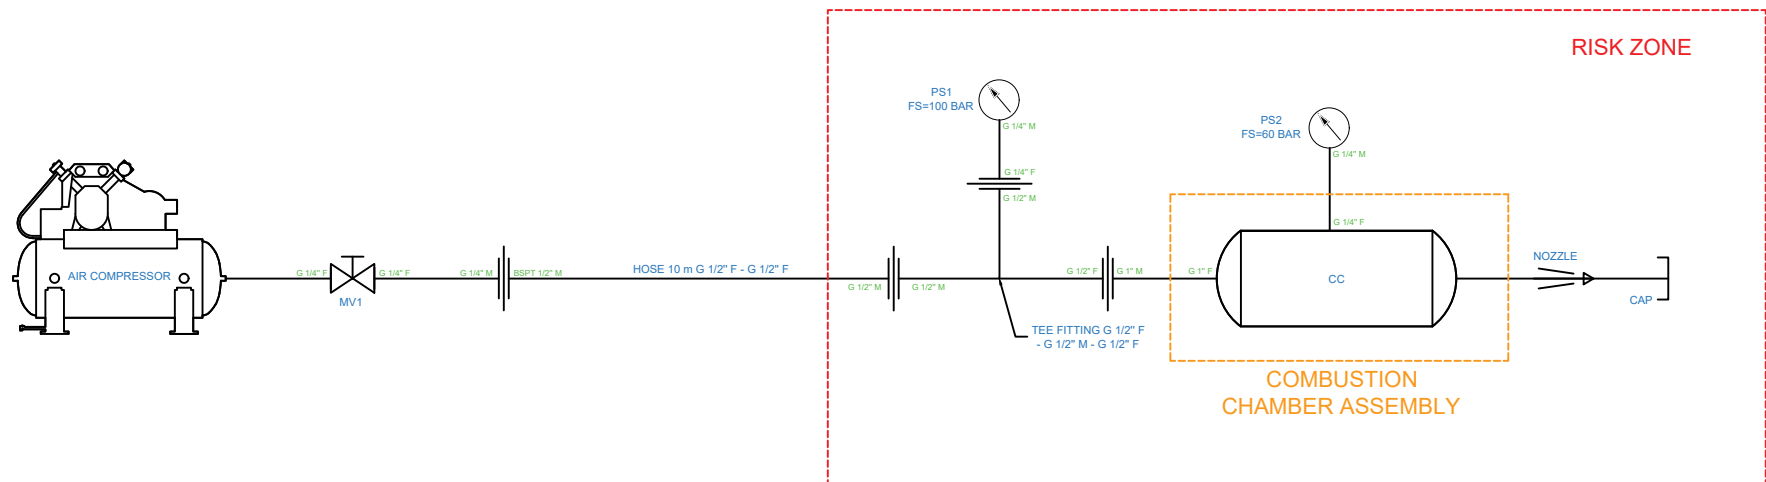 RISK ZONE
PS1
FS=100 BAR
G 1/4" M
PS2
FS=60 BAR
G 1/4" M
G 1/4" F
G 1/2" M
G 1/4" F
AIR COMPRESSOR
G 1/4" F
G 1/4" F
MV1
G 1/4" M
BSPT 1/2" M
HOSE 10 m G 1/2" F - G 1/2" F
G 1/2" M
G 1/2" M
G 1/2" F
G 1" M
G 1" F
CC
NOZZLE
CAP
TEE FITTING G 1/2" F
- G 1/2" M - G 1/2" F
COMBUSTION
CHAMBER ASSEMBLY